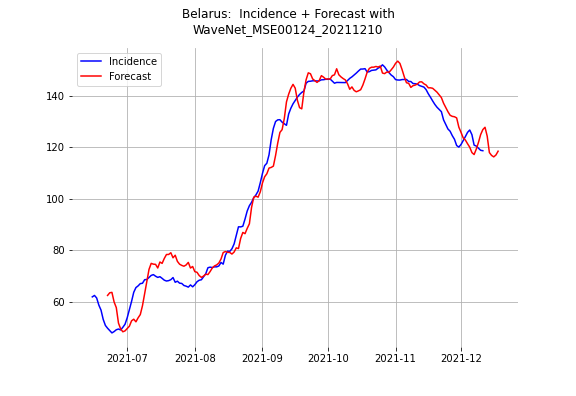 Belarus:  Incidence + Forecast with
WaveNet_MSE00124_20211210
Incidence
Forecast
140
120
100
80
60
2021-07
2021-08
2021-09
2021-10
2021-11
2021-12